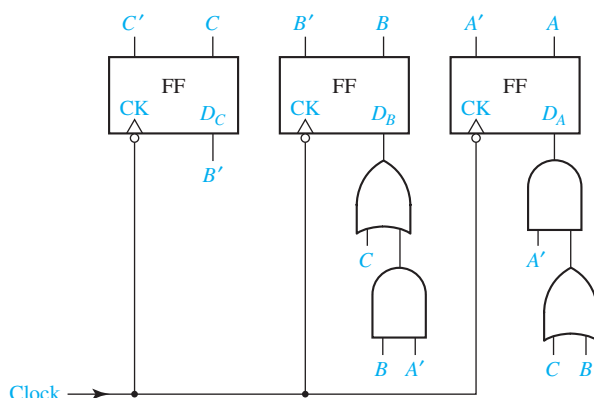 C′ C B′ B A′ A
FF FF FF
CK D_C CK D_B CK D_A
B′
C A′
B A′ C B
Clock